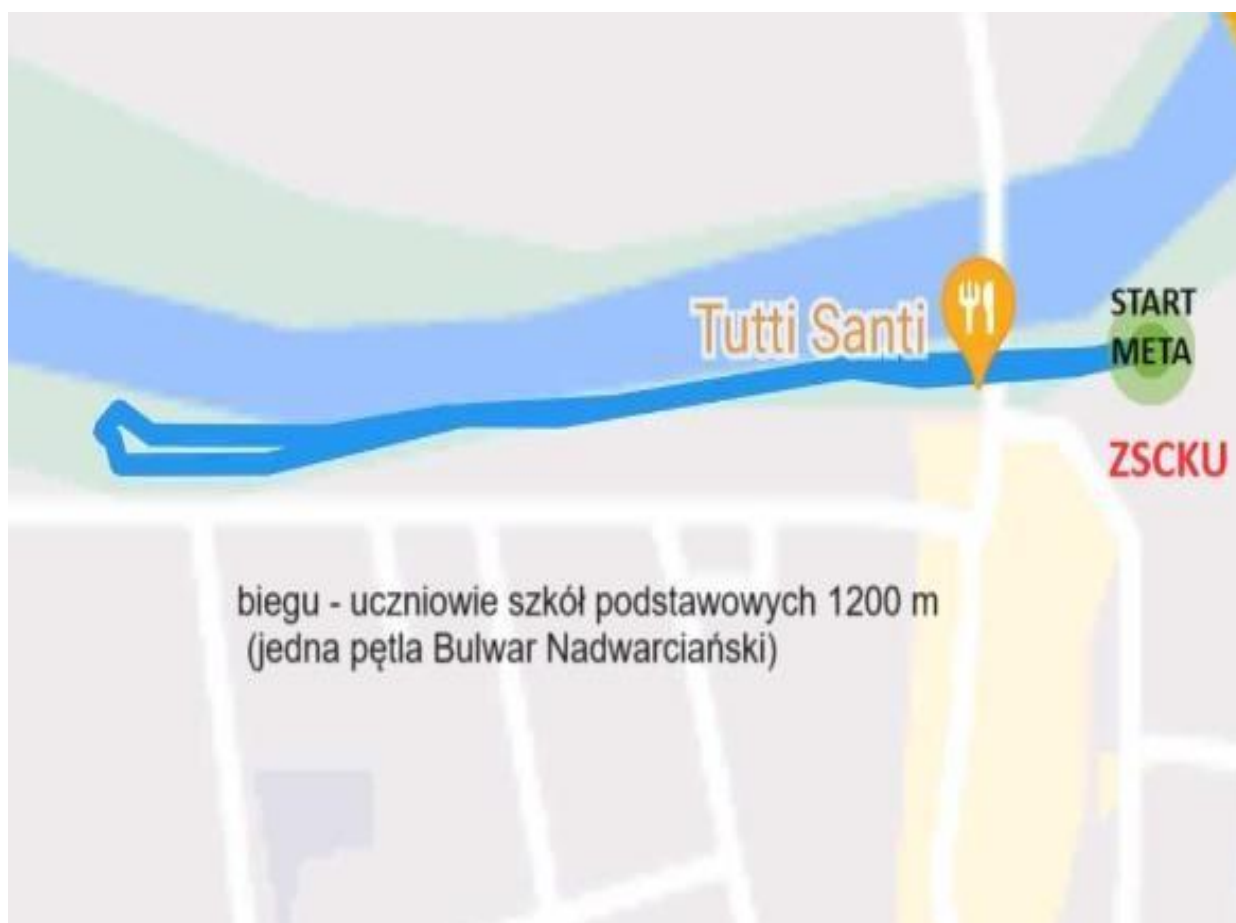 Tutti Santi
START
META
ZSCKU
biegu - uczniowie szkół podstawowych 1200 m
(jedna pętla Bulwar Nadwarciański)